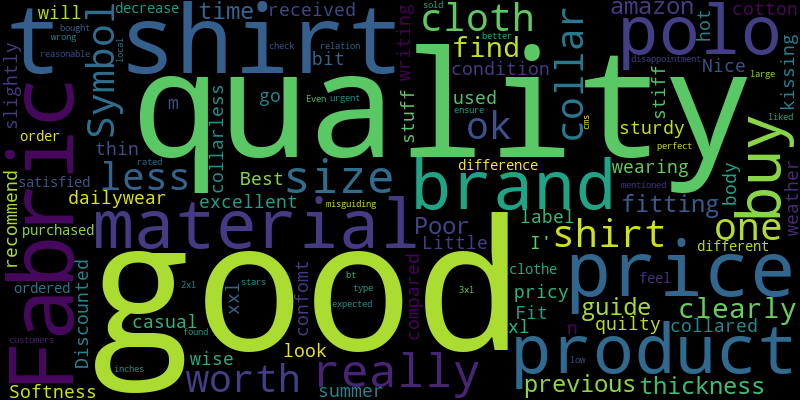 decrease
time
received
amazon
will
bought
wrong
reasonable
t shirt
Symbol
local
bit
check
relation
writing
sold
cloth
better
find
condition
collar
polo
hot
cotton
disappointment
Nice
large
kissing
liked
slightly
Fabric
order
thin
m
go
Even
urgent
quality
stuff
used
ensure
ok
cms
stiff
sturdy
perfect
collarless
rated
less
size
Best
excellent
misguiding
brand
difference
wearing
mentioned
fitting
body
buy
weather
recommend
satisfied
dailywear
purchased
material
Poor
Little
label
I'
shirt
one
different
ordered
Discounted
good
2xl
xxl
stars
confomt
bt
type
expected
compared
3xl
clothe
pricy
Fit
xl
n
price
feel
guide
quilty
clearly
collared
customers
casual
found
wise
inches
look
worth
summer
really
product
low
Softness
previous
thickness